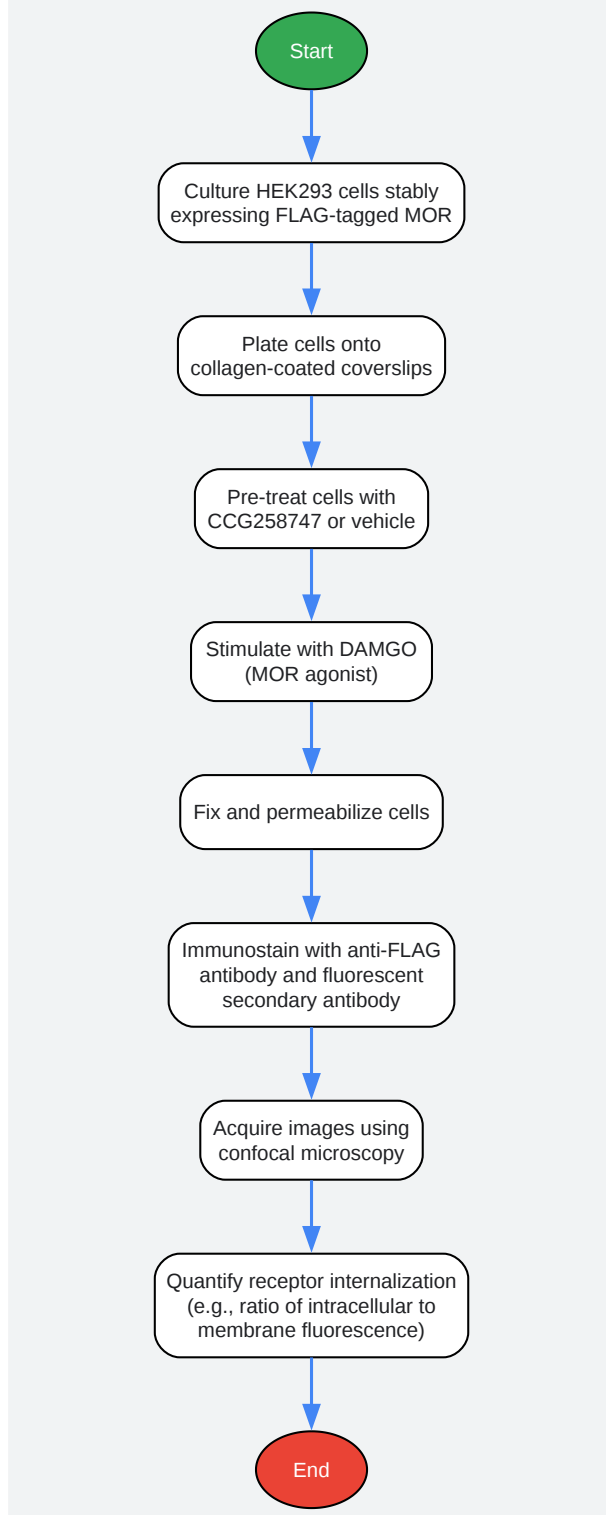 Start
Culture HEK293 cells stably
expressing FLAG-tagged MOR
Plate cells onto
collagen-coated coverslips
Pre-treat cells with
CCG258747 or vehicle
Stimulate with DAMGO
(MOR agonist)
Fix and permeabilize cells
Immunostain with anti-FLAG
antibody and fluorescent
secondary antibody
Acquire images using
confocal microscopy
Quantify receptor internalization
(e.g., ratio of intracellular to
membrane fluorescence)
End